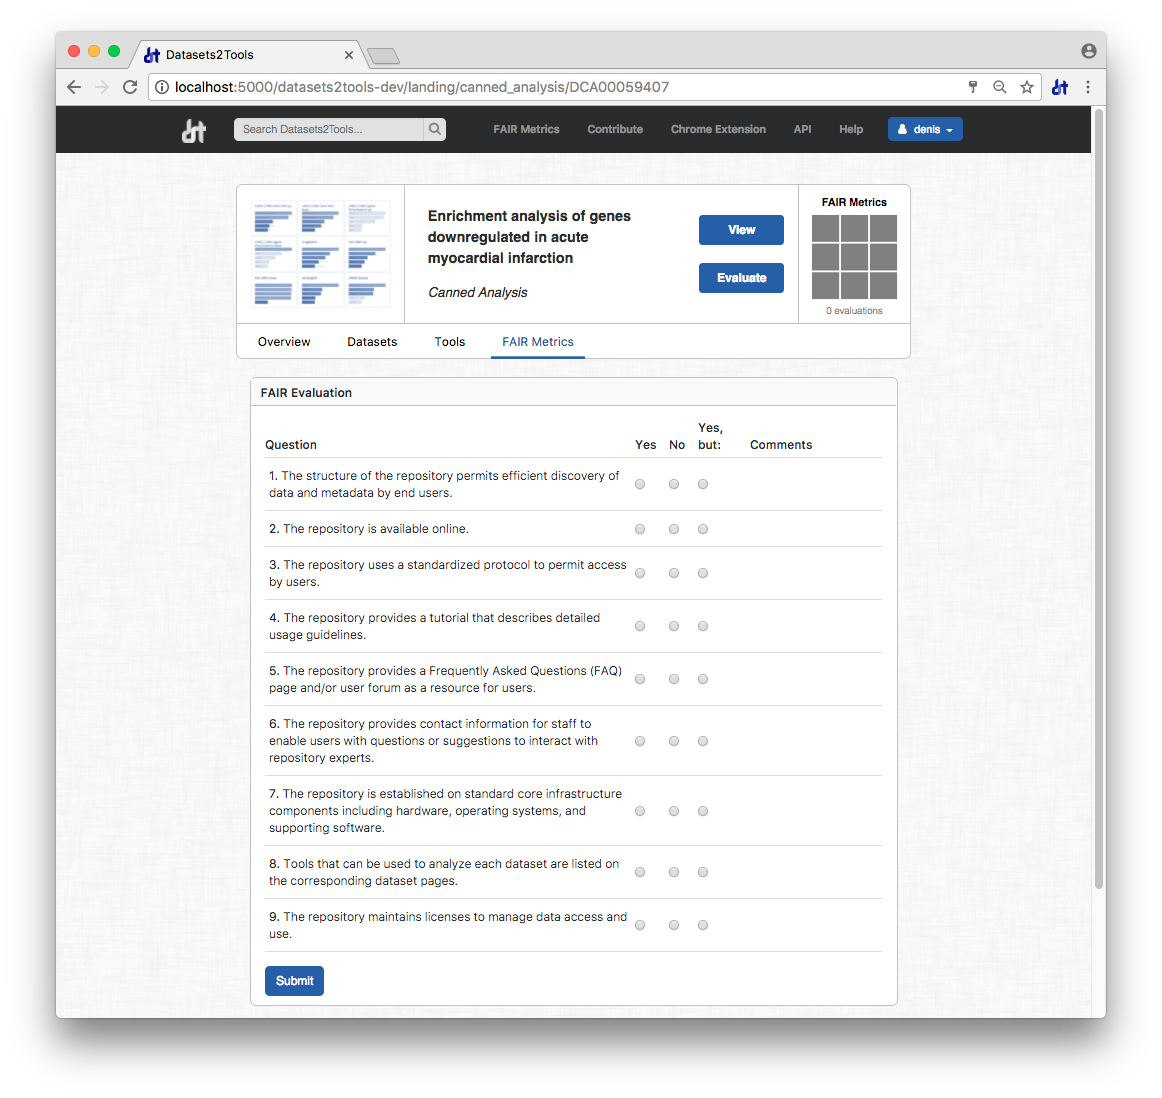 Datasets2Tools
localhost:5000/datasets2tools-dev/landing/canned_analysis/DCA00059407
Search Datasets2Tools...
FAIR Metrics
Contribute
Chrome Extension
API
Help
denis
Enrichment analysis of genes
downregulated in acute
myocardial infarction
Canned Analysis
View
Evaluate
FAIR Metrics
0 evaluations
Overview
Datasets
Tools
FAIR Metrics
FAIR Evaluation
Question
Yes
No
Yes,
but:
Comments
1. The structure of the repository permits efficient discovery of
data and metadata by end users.
2. The repository is available online.
3. The repository uses a standardized protocol to permit access
by users.
4. The repository provides a tutorial that describes detailed
usage guidelines.
5. The repository provides a Frequently Asked Questions (FAQ)
page and/or user forum as a resource for users.
6. The repository provides contact information for staff to
enable users with questions or suggestions to interact with
repository experts.
7. The repository is established on standard core infrastructure
components including hardware, operating systems, and
supporting software.
8. Tools that can be used to analyze each dataset are listed on
the corresponding dataset pages.
9. The repository maintains licenses to manage data access and
use.
Submit